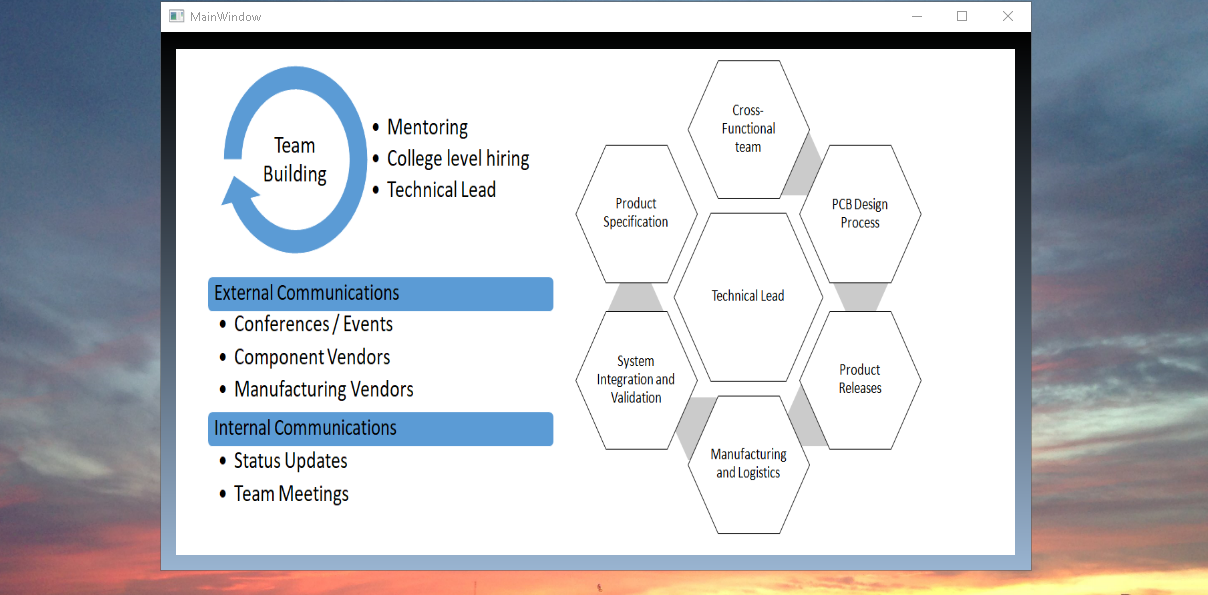 MainWindow
Team
Building
• Mentoring
• College level hiring
• Technical Lead
External Communications
• Conferences / Events
• Component Vendors
• Manufacturing Vendors
Internal Communications
• Status Updates
• Team Meetings
Cross-
Functional
team
PCB Design
Process
Product
Releases
Manufacturing
and Logistics
System
Integration and
Validation
Product
Specification
Technical Lead